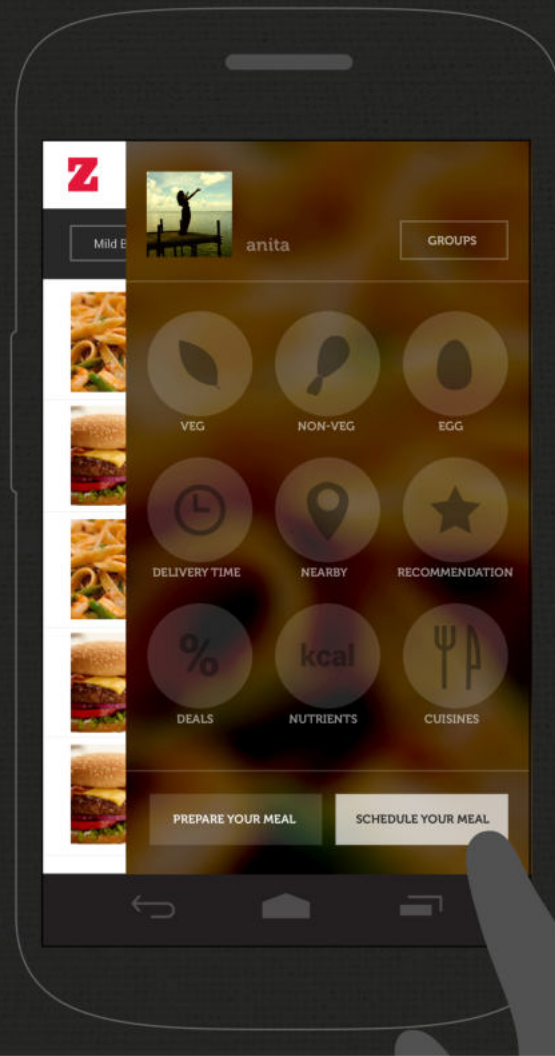 Z
Mild B
anita
GROUPS
VEG
NON-VEG
EGG
DELIVERY TIME
NEARBY
RECOMMENDATION
%
kcal
DEALS
NUTRIENTS
CUISINES
PREPARE YOUR MEAL
SCHEDULE YOUR MEAL